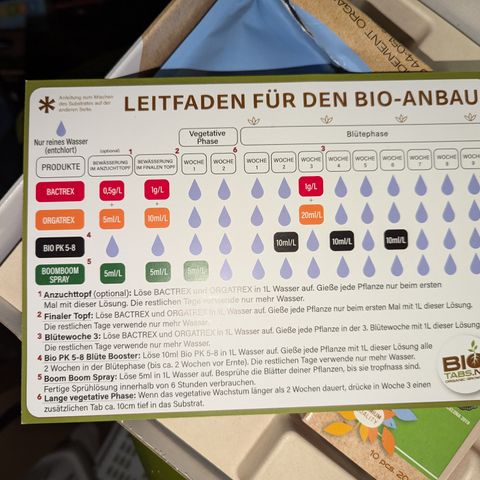 DEMENT ORGA
Anleitung zum Mischen
des Substrates auf der
anderen Seite.
* LEITFADEN FÜR DEN BIO-ANBAU
Nur reines Wasser
(entchlort)
Vegetative
Phase
Blütephase
PRODUKTE
(optional) 1
BEWÄSSERUNG
IM ANZUCHTTOPF
BEWÄSSERUNG
IM FINALEN TOPF
2
WOCHE
1
6
WOCHE
2
WOCHE
1
WOCHE
2
3
WOCHE
3
WOCHE
4
WOCHE
5
WOCHE
6
WOCHE
7
WOCHE
8
WOCHE
9
BACTREX 0,5g/L 1g/L 1g/L
+ + +
ORGATREX 5ml/L 10ml/L 20ml/L
4
BIO PK 5-8 10ml/L 10ml/L 10ml/L
5
BOOMBOOM
SPRAY
5ml/L 5ml/L 5ml/L
1 Anzuchttopf (optional): Löse BACTREX und ORGATREX in 1L Wasser auf. Gieße jede Pflanze nur beim ersten
Mal mit dieser Lösung. Die restlichen Tage verwende nur mehr Wasser.
2 Finaler Topf: Löse BACTREX und ORGATREX in 1L Wasser auf. Gieße jede Pflanze nur beim ersten Mal mit 1L dieser Lösung.
Die restlichen Tage verwende nur mehr Wasser.
3 Blütewoche 3: Löse BACTREX und ORGATREX in 1L Wasser auf. Gieße jede Pflanze in der 3. Blütewoche mit 1L dieser Lösung.
Die restlichen Tage verwende nur mehr Wasser.
4 Bio PK 5-8 Blüte Booster: Löse 10ml Bio PK 5-8 in 1L Wasser auf. Gieße jede Pflanze mit 1L dieser Lösung alle
2 Wochen in der Blütephase (bis ca. 2 Wochen vor Ernte). Die restlichen Tage verwende nur mehr Wasser.
5 Boom Boom Spray: Löse 5ml in 1L Wasser auf. Besprühe die Blätter deiner Pflanzen, bis sie tropfnass sind.
Fertige Sprühlösung innerhalb von 6 Stunden verbrauchen.
6 Lange vegetative Phase: Wenn das vegetative Wachstum länger als 2 Wochen dauert, drücke in Woche 3 einen
zusätzlichen Tab ca. 10cm tief in das Substrat.
BIO
TABS.N
10 pcs. 20